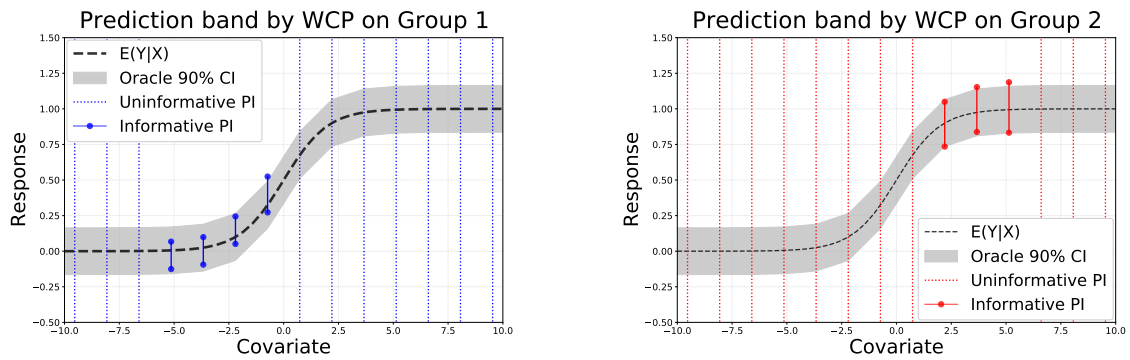 Prediction band by WCP on Group 1
1.50
1.25
1.00
0.75
0.50
0.25
0.00
−0.25
−0.50
Response
E(Y|X)
Oracle 90% CI
Uninformative PI
Informative PI
−10.0
−7.5
−5.0
−2.5
0.0
2.5
5.0
7.5
10.0
Covariate
Prediction band by WCP on Group 2
1.50
1.25
1.00
0.75
0.50
0.25
0.00
−0.25
−0.50
Response
E(Y|X)
Oracle 90% CI
Uninformative PI
Informative PI
−10.0
−7.5
−5.0
−2.5
0.0
2.5
5.0
7.5
10.0
Covariate